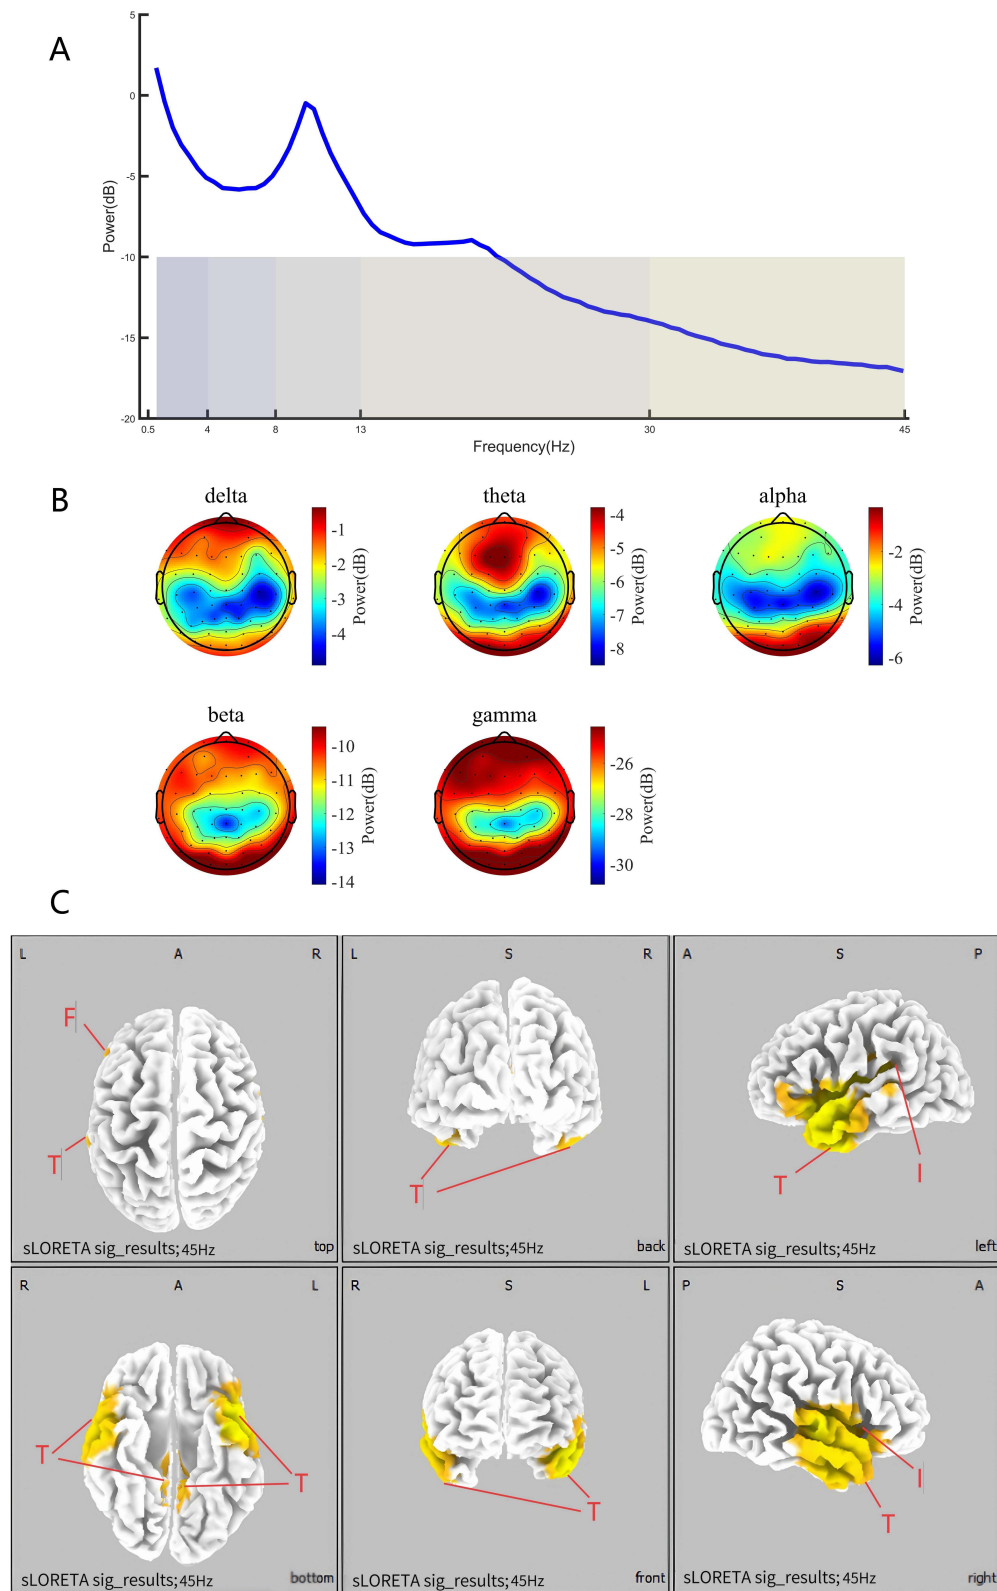 A
5
0
-5
-10
-15
-20
Power(dB)
0.5 4 8 13 30 45
Frequency(Hz)
B
delta
-1
-2
-3
-4
Power(dB)
theta
-4
-5
-6
-7
-8
Power(dB)
alpha
-2
-4
-6
Power(dB)
beta
-10
-11
-12
-13
-14
Power(dB)
gamma
-26
-28
-30
Power(dB)
C
L A R
F
T
sLORETA sig_results;45Hz top
L S R
T
sLORETA sig_results;45Hz back
A S P
T I
sLORETA sig_results;45Hz left
R A L
T T
sLORETA sig_results;45Hz bottom
R S L
T
sLORETA sig_results;45Hz front
P S A
I
T
sLORETA sig_results;45Hz right